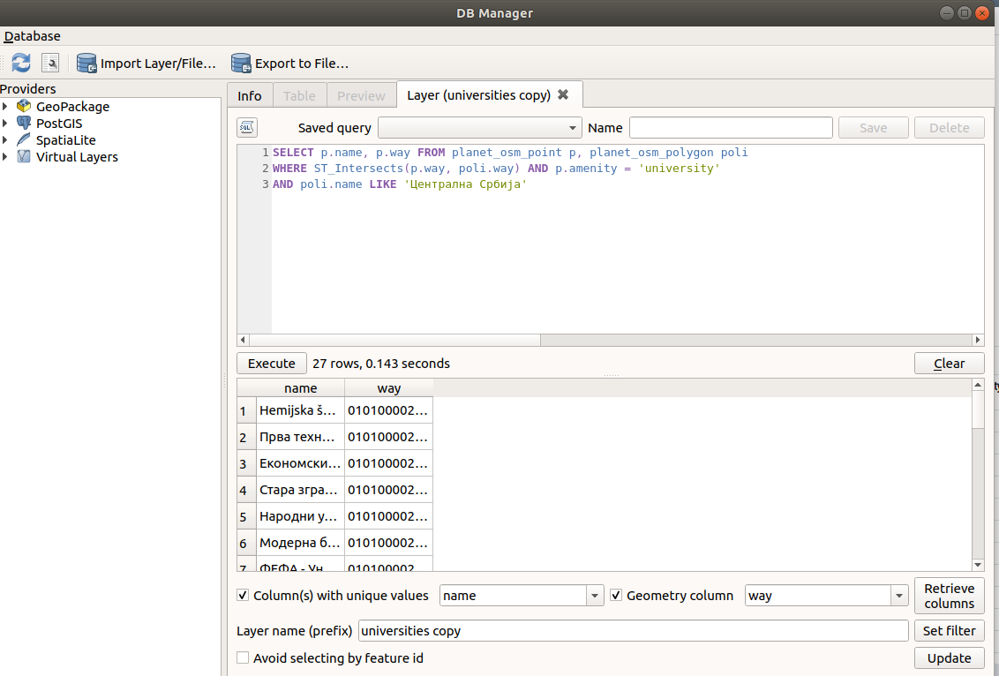 DB Manager
Database
Import Layer/File...
Export to File...
Providers
GeoPackage
PostGIS
SpatiaLite
Virtual Layers
Info
Table
Preview
Layer (universities copy)
Saved query
Name
Save
Delete
1 SELECT p.name, p.way FROM planet_osm_point p, planet_osm_polygon poli
2 WHERE ST_Intersects(p.way, poli.way) AND p.amenity = 'university'
3 AND poli.name LIKE 'Централна Србија'
Execute
27 rows, 0.143 seconds
Clear
name way
1 Hemijska š... 010100002...
2 Прва техн... 010100002...
3 Економски... 010100002...
4 Стара згра... 010100002...
5 Народни у... 010100002...
6 Модерна б... 010100002...
7 ФЕФА - Ун... 010100002...
Column(s) with unique values
name
Geometry column
way
Retrieve
columns
Layer name (prefix)
universities copy
Set filter
Avoid selecting by feature id
Update